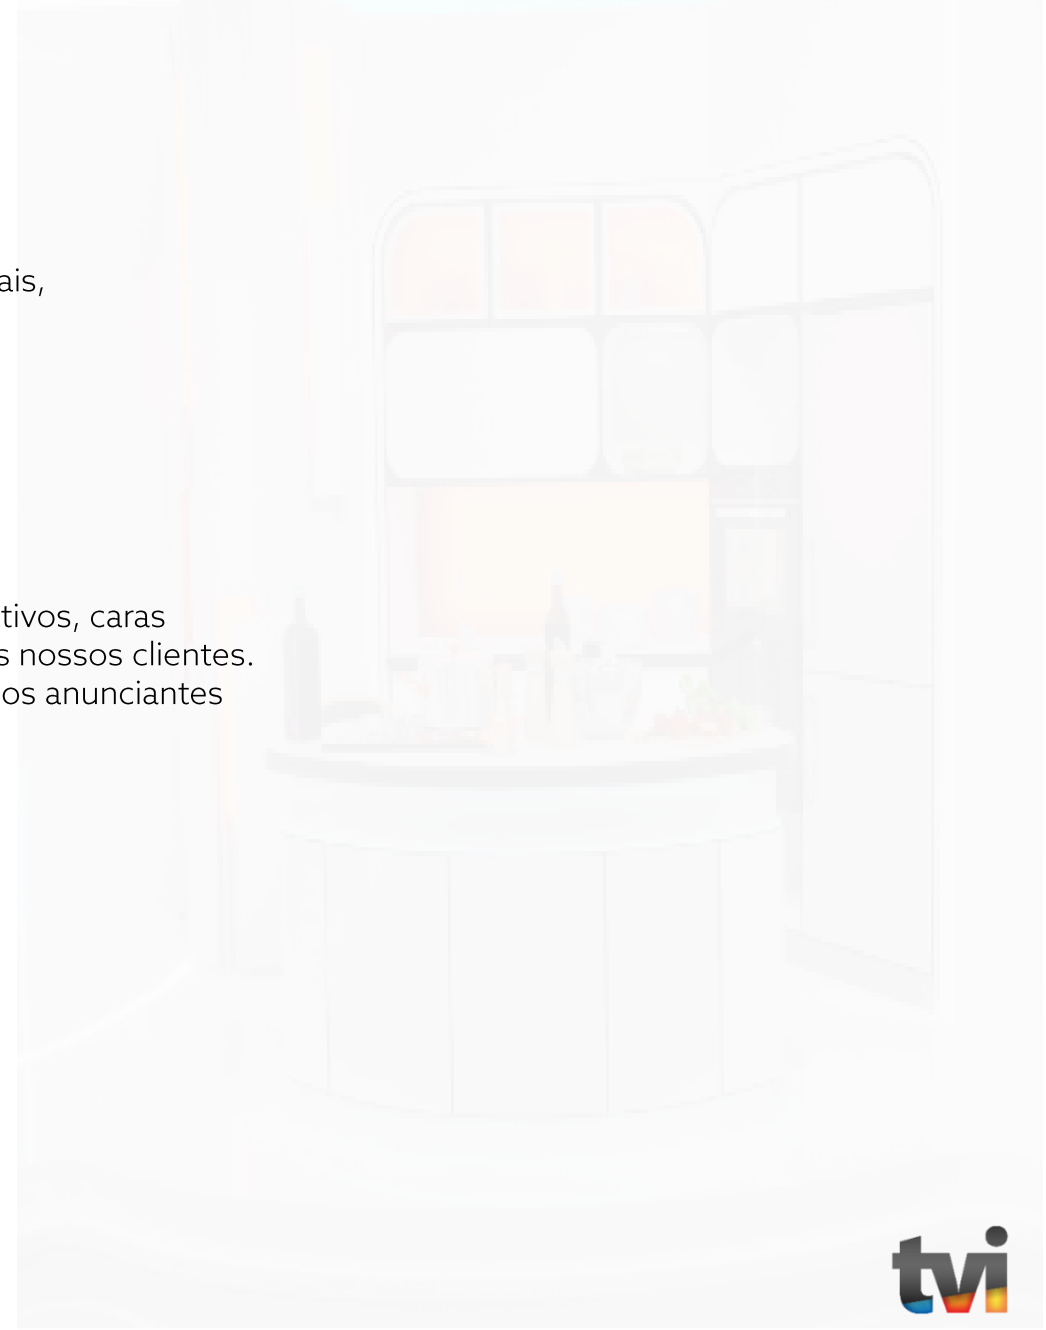 ais,
tivos, caras
s nossos clientes.
os anunciantes
tvi